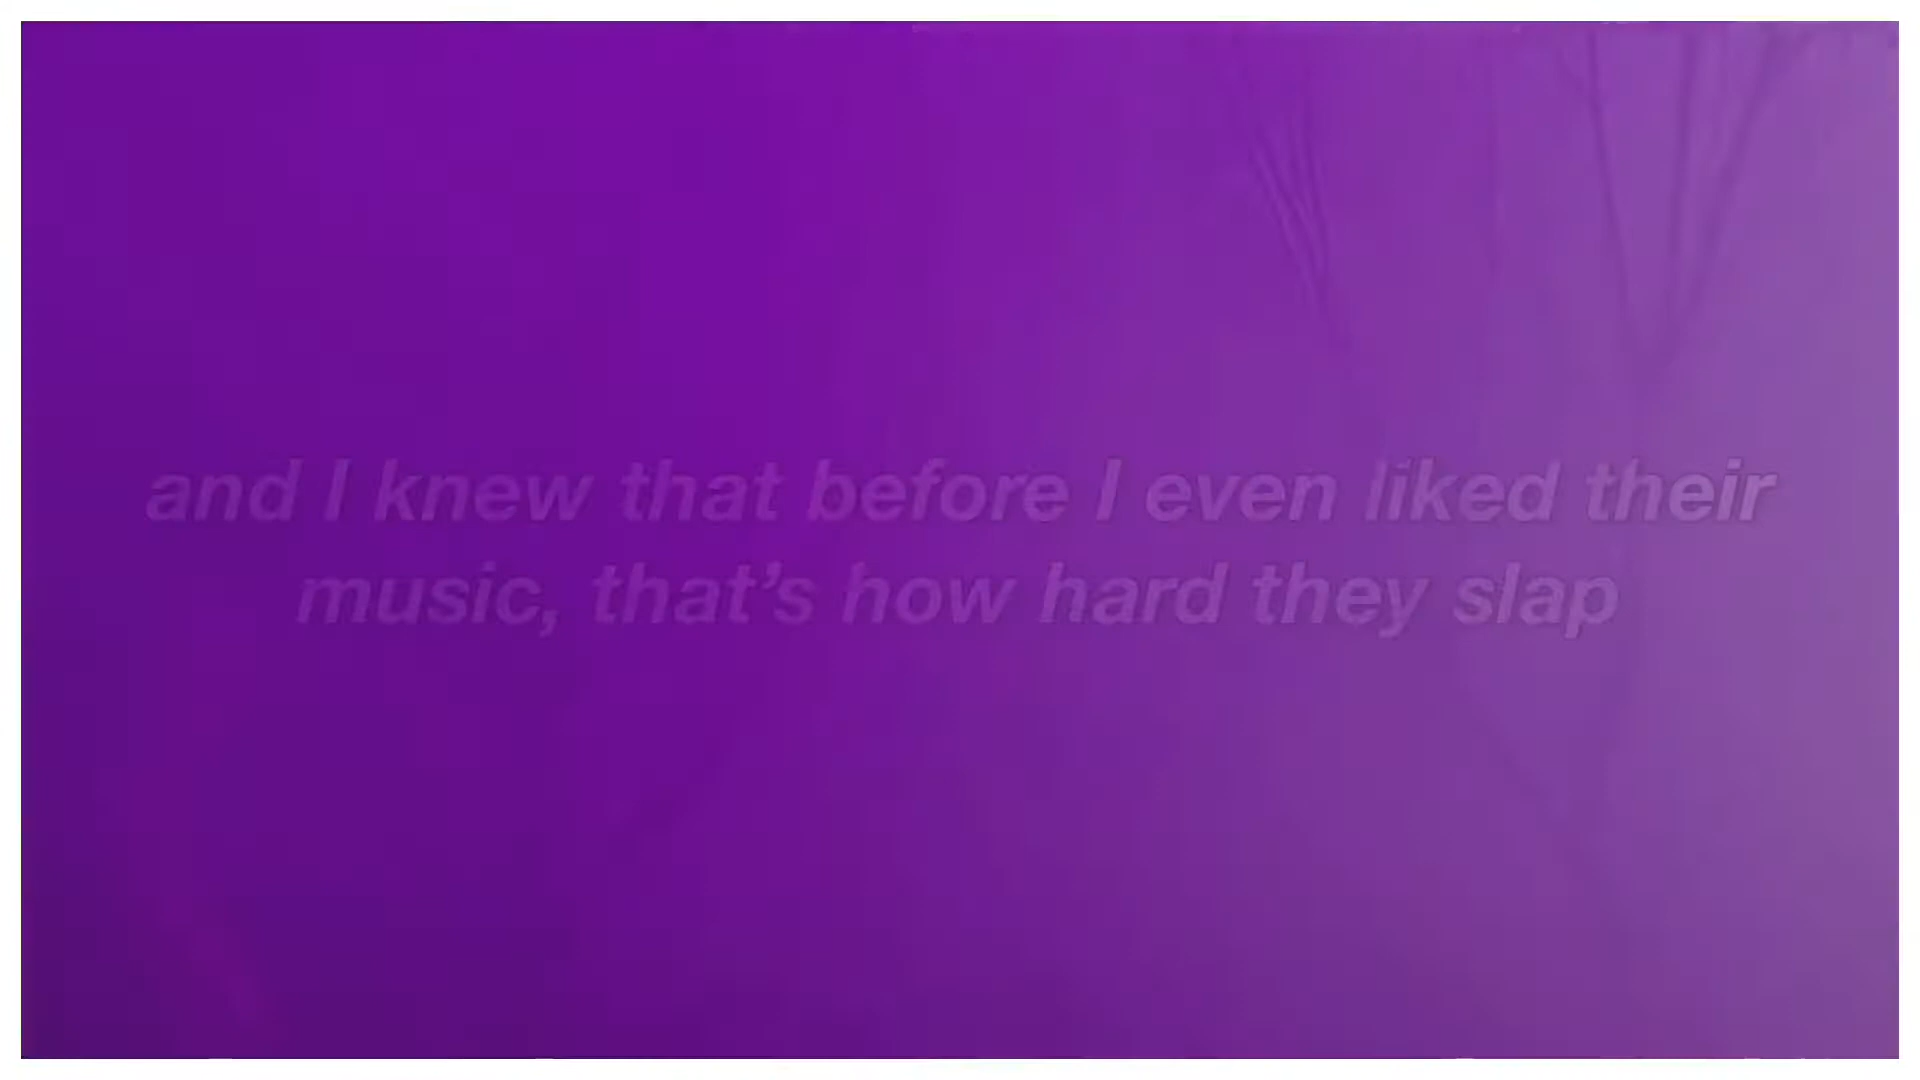 and I knew that before I even liked their
music, that’s how hard they slap